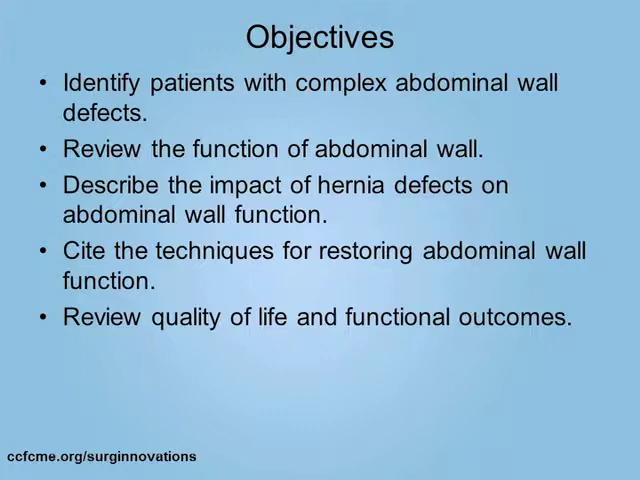 Objectives
• Identify patients with complex abdominal wall
defects.
• Review the function of abdominal wall.
• Describe the impact of hernia defects on
abdominal wall function.
• Cite the techniques for restoring abdominal wall
function.
• Review quality of life and functional outcomes.
ccfcme.org/surginnovations